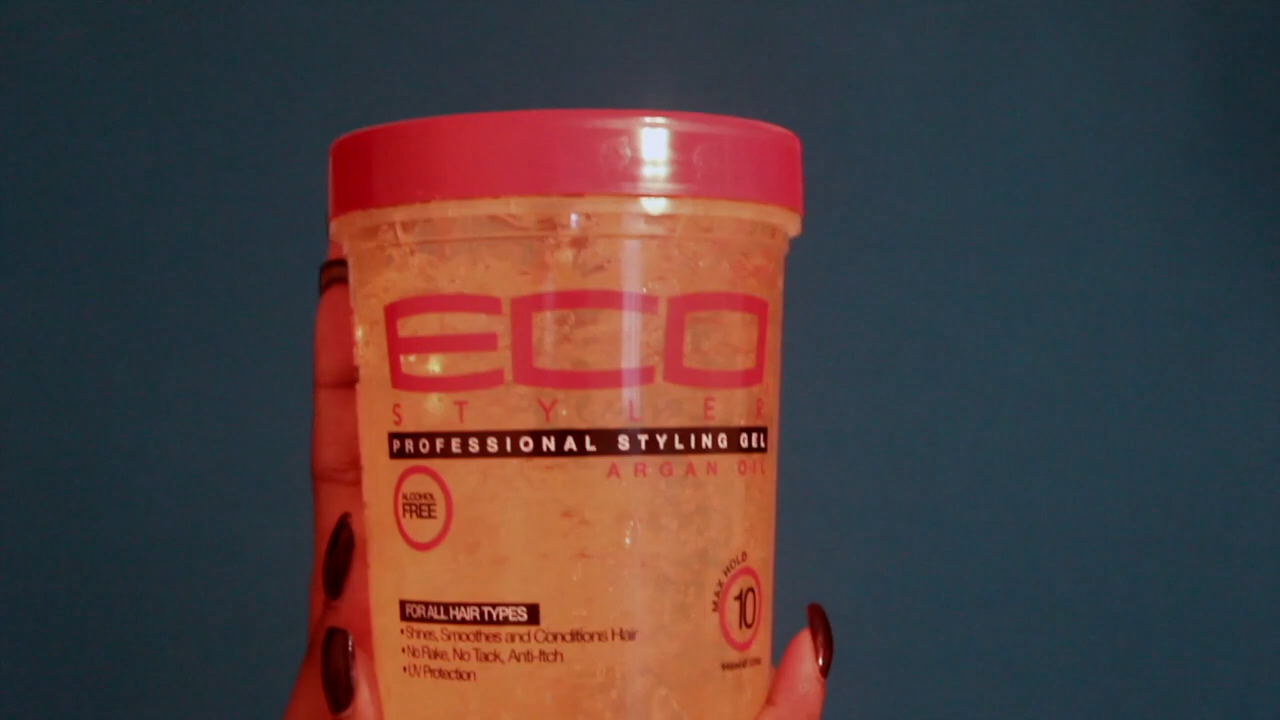 ECO
STYLER
PROFESSIONAL STYLING GEL
ARGAN OIL
ALCOHOL
FREE
MAX HOLD
10
FOR ALL HAIR TYPES
•Shines, Smoothes and Conditions Hair
•No Flake, No Tack, Anti-Itch
•UV Protection